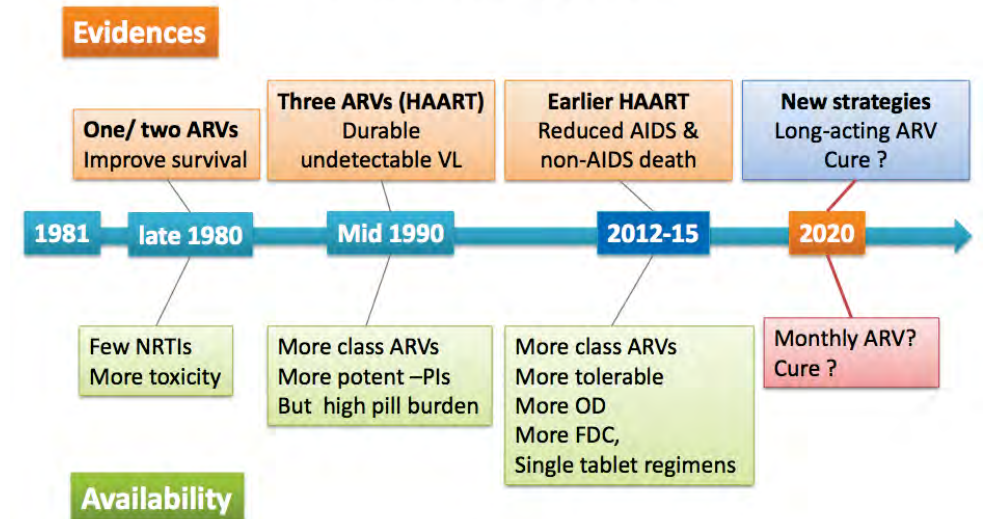 Evidences
One/ two ARVs
Improve survival
Three ARVs (HAART)
Durable
undetectable VL
Earlier HAART
Reduced AIDS &
non-AIDS death
New strategies
Long-acting ARV
Cure ?
1981
late 1980
Mid 1990
2012-15
2020
Few NRTIs
More toxicity
More class ARVs
More potent –PIs
But high pill burden
More class ARVs
More tolerable
More OD
More FDC,
Single tablet regimens
Monthly ARV?
Cure ?
Availability